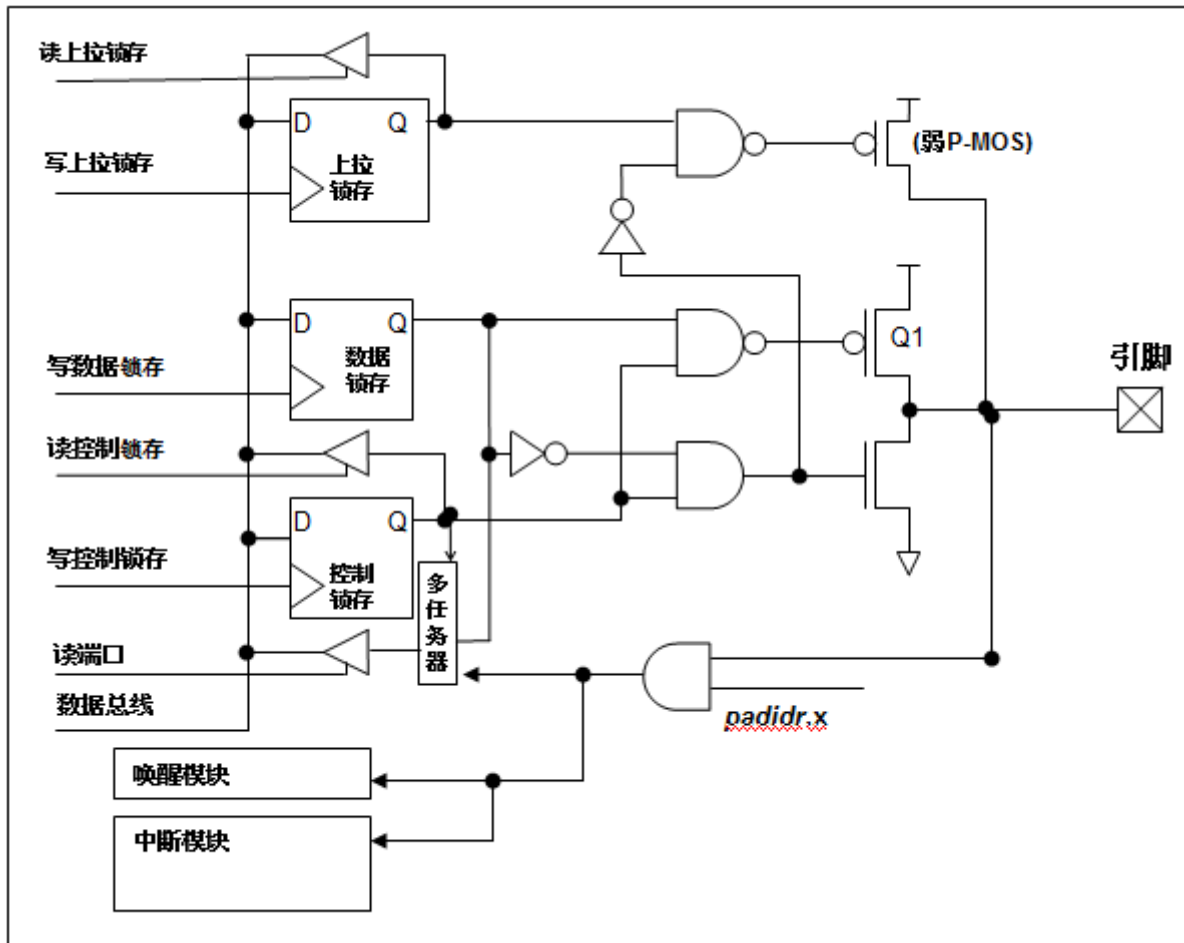 读上拉锁存
D Q
(弱P-MOS)
写上拉锁存
上拉
锁存
D Q
Q1
数据
锁存
引脚
写数据锁存
读控制锁存
D Q
写控制锁存
控制
锁存
多
任
务
器
读端口
数据总线
padidr.x
唤醒模块
中断模块